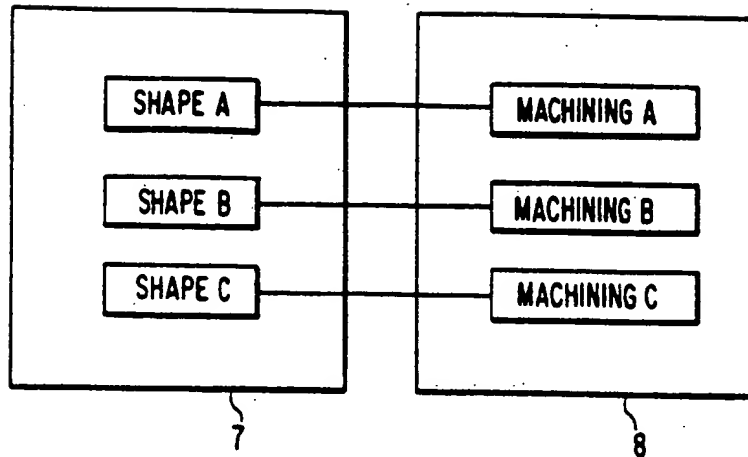 SHAPE A MACHINING A
SHAPE B MACHINING B
SHAPE C MACHINING C
7 8